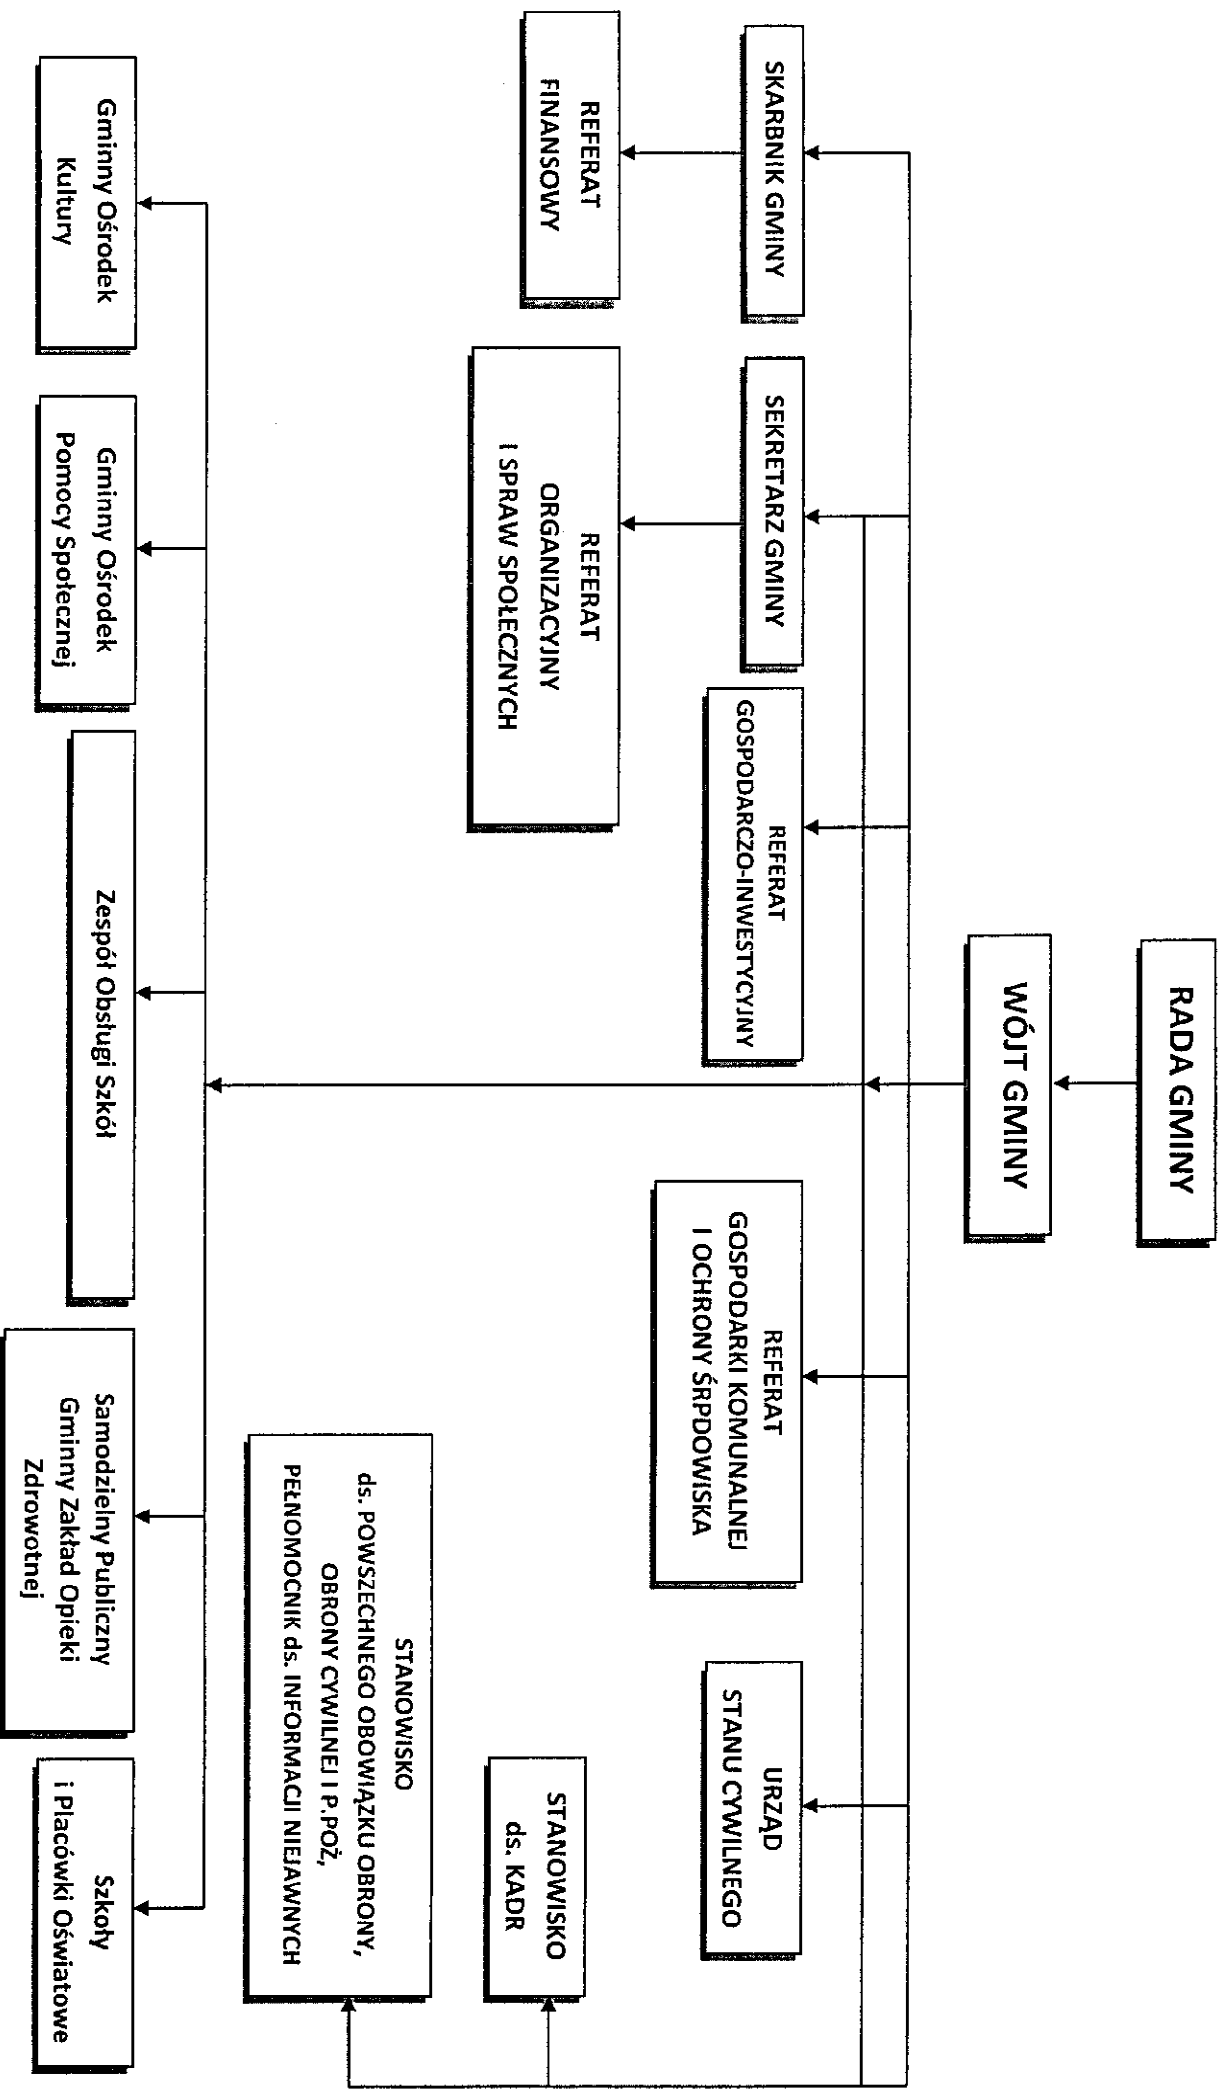 RADA GMINY
WÓJT GMINY
SKARBNIK GMINY
SEKRETARZ GMINY
REFERAT
GOSPODARCZO-INWESTYCYJNY
REFERAT
GOSPODARKI KOMUNALNEJ
I OCHRONY ŚRPDOWISKA
URZĄD
STANU CYWILNEGO
REFERAT
FINANSOWY
REFERAT
ORGANIZACYJNY
I SPRAW SPOŁECZNYCH
STANOWISKO
ds. KADR
STANOWISKO
ds. POWSZECHNEGO OBOWIĄZKU OBRONY,
OBRONY CYWILNEJ I P.POŻ,
PEŁNOMOCNIK ds. INFORMACJI NIEJAWNYCH
Gminny Ośrodek
Kultury
Gminny Ośrodek
Pomocy Społecznej
Zespół Obsługi Szkół
Samodzielny Publiczny
Gminny Zakład Opieki
Zdrowotnej
Szkoły
i Placówki Oświatowe